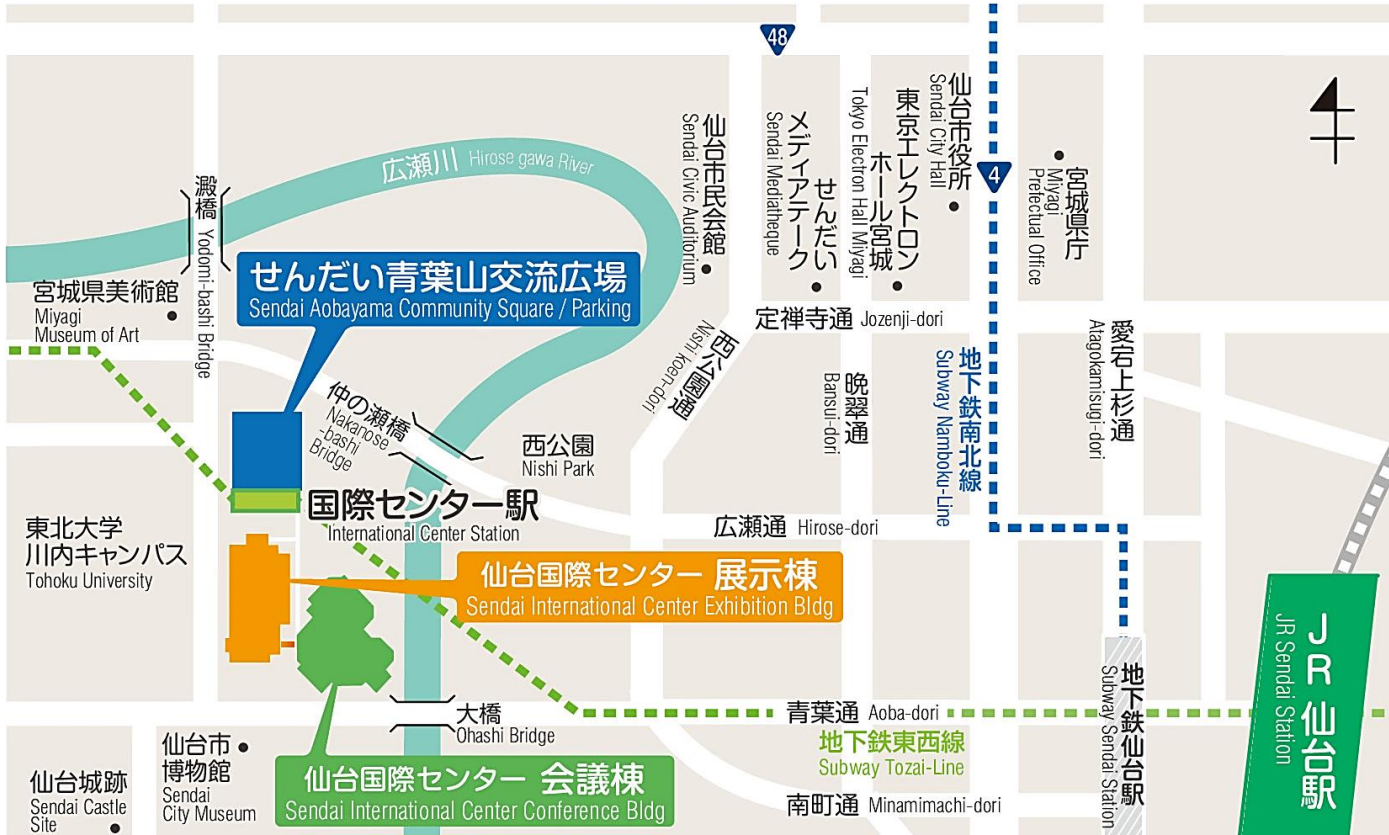 48
仙台市役所
Sendai City Hall
東京エレクトロン
ホール宮城
Tokyo Electron Hall Miyagi
せんだい
メディアテーク
Sendai Mediatheque
仙台市民会館
Sendai Civic Auditorium
4
宮城県庁
Miyagi
Prefectual Office
広瀬川 Hirose gawa River
澱橋
Yodomi-bashi Bridge
せんだい青葉山交流広場
Sendai Aobayama Community Square / Parking
宮城県美術館
Miyagi
Museum of Art
定禅寺通 Jozenji-dori
西公園通
Nishi koen-dori
晩翠通
Bansui-dori
地下鉄南北線
Subway Namboku-Line
愛宕上杉通
Atagokamisugi-dori
仲の瀬橋
Nakanose
-bashi
Bridge
西公園
Nishi Park
国際センター駅
International Center Station
広瀬通 Hirose-dori
東北大学
川内キャンパス
Tohoku University
仙台国際センター 展示棟
Sendai International Center Exhibition Bldg
JR仙台駅
JR Sendai Station
地下鉄仙台駅
Subway Sendai Station
大橋
Ohashi Bridge
青葉通 Aoba-dori
地下鉄東西線
Subway Tozai-Line
仙台市
博物館
Sendai
City Museum
仙台城跡
Sendai Castle
Site
仙台国際センター 会議棟
Sendai International Center Conference Bldg
南町通 Minamimachi-dori